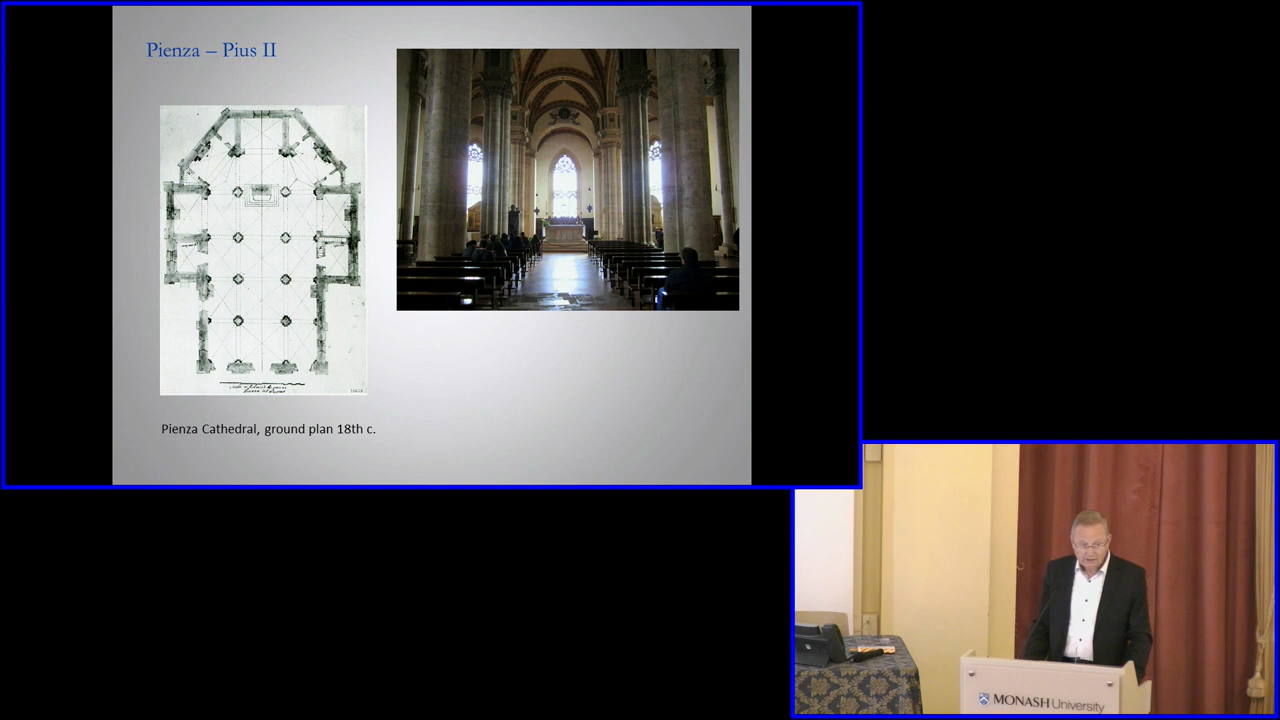 Pienza – Pius II
Pienza Cathedral, ground plan 18th c.
MONASH University